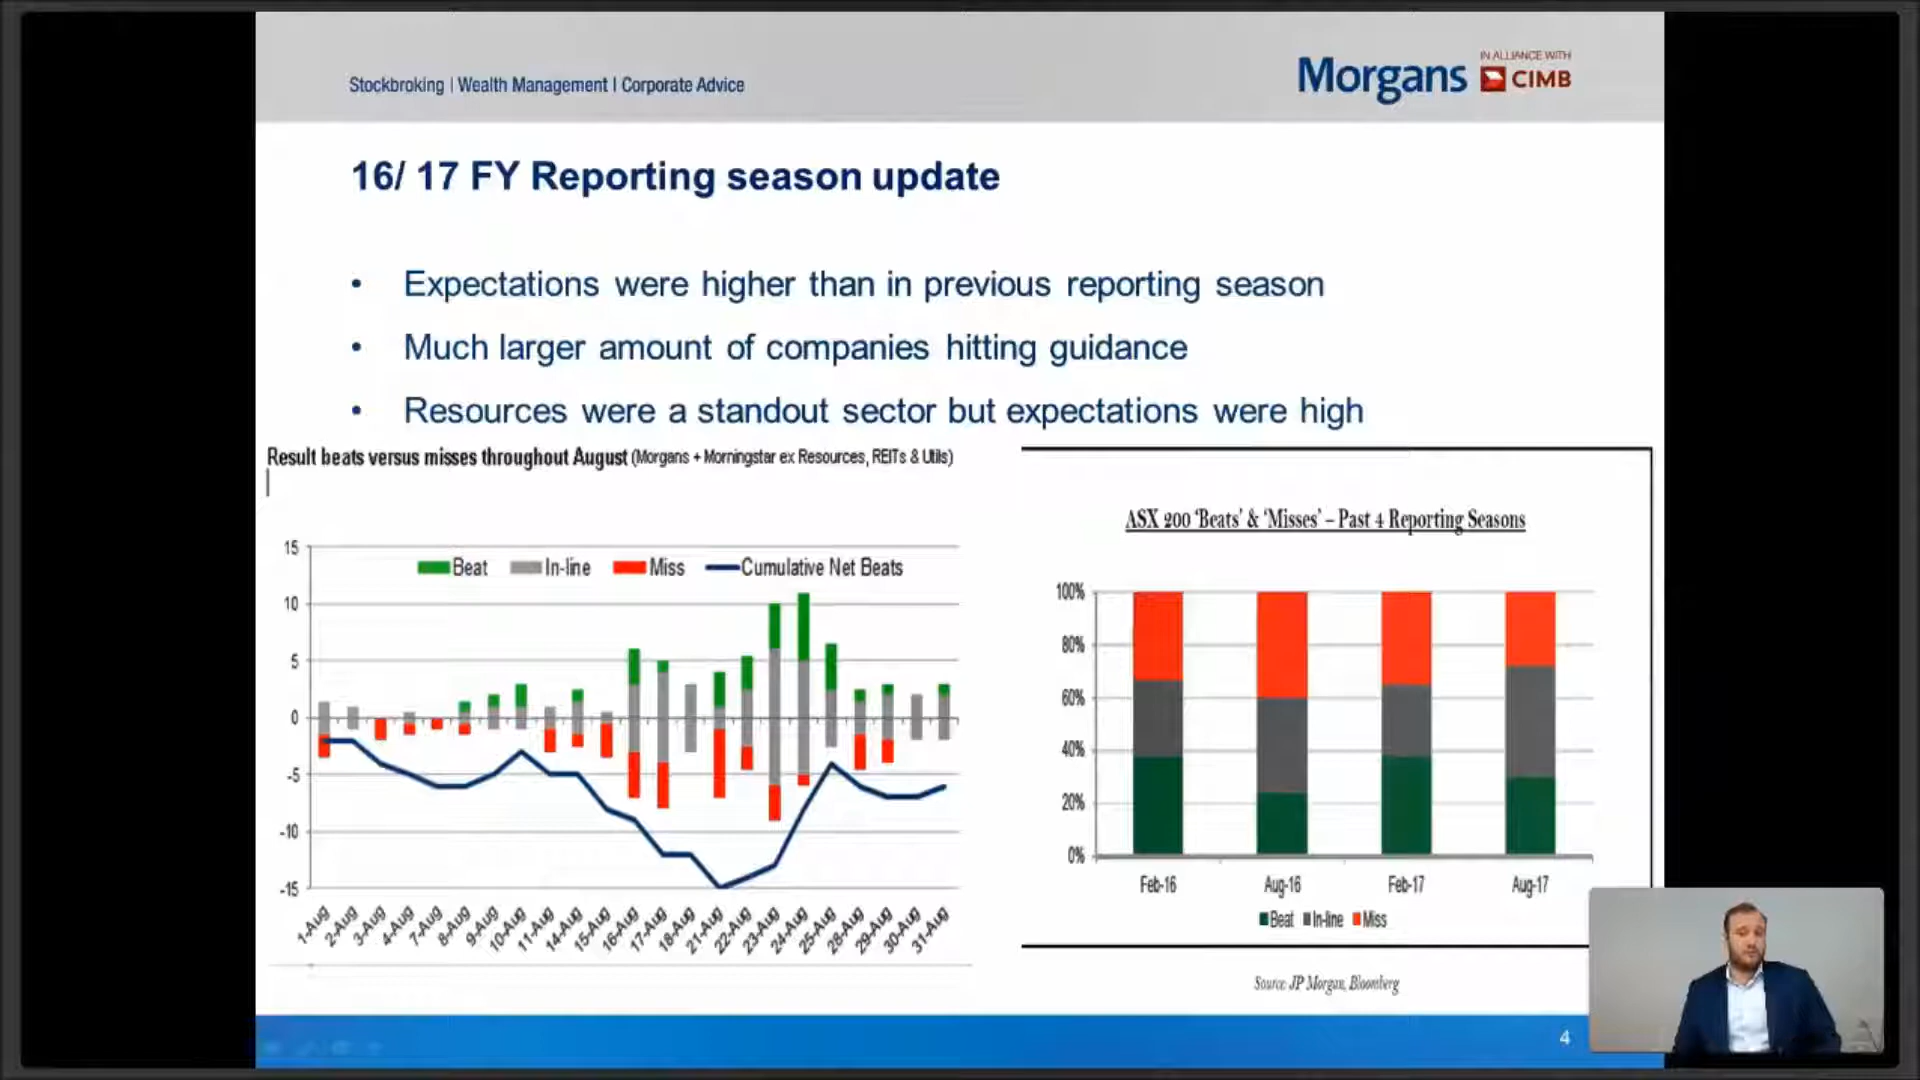 Stockbroking | Wealth Management | Corporate Advice
Morgans
IN ALLIANCE WITH
CIMB
16/ 17 FY Reporting season update
• Expectations were higher than in previous reporting season
• Much larger amount of companies hitting guidance
• Resources were a standout sector but expectations were high
Result beats versus misses throughout August (Morgans + Morningstar ex Resources, REITs & Utils)
15
10
5
0
-5
-10
-15
Beat In-line Miss Cumulative Net Beats
1-Aug 2-Aug 3-Aug 4-Aug 7-Aug 8-Aug 9-Aug 10-Aug 11-Aug 14-Aug 15-Aug 16-Aug 17-Aug 18-Aug 21-Aug 22-Aug 23-Aug 24-Aug 25-Aug 28-Aug 29-Aug 30-Aug 31-Aug
ASX 200 ‘Beats’ & ‘Misses’ – Past 4 Reporting Seasons
100%
80%
60%
40%
20%
0%
Feb-16 Aug-16 Feb-17 Aug-17
Beat In-line Miss
Source: JP Morgan, Bloomberg
4